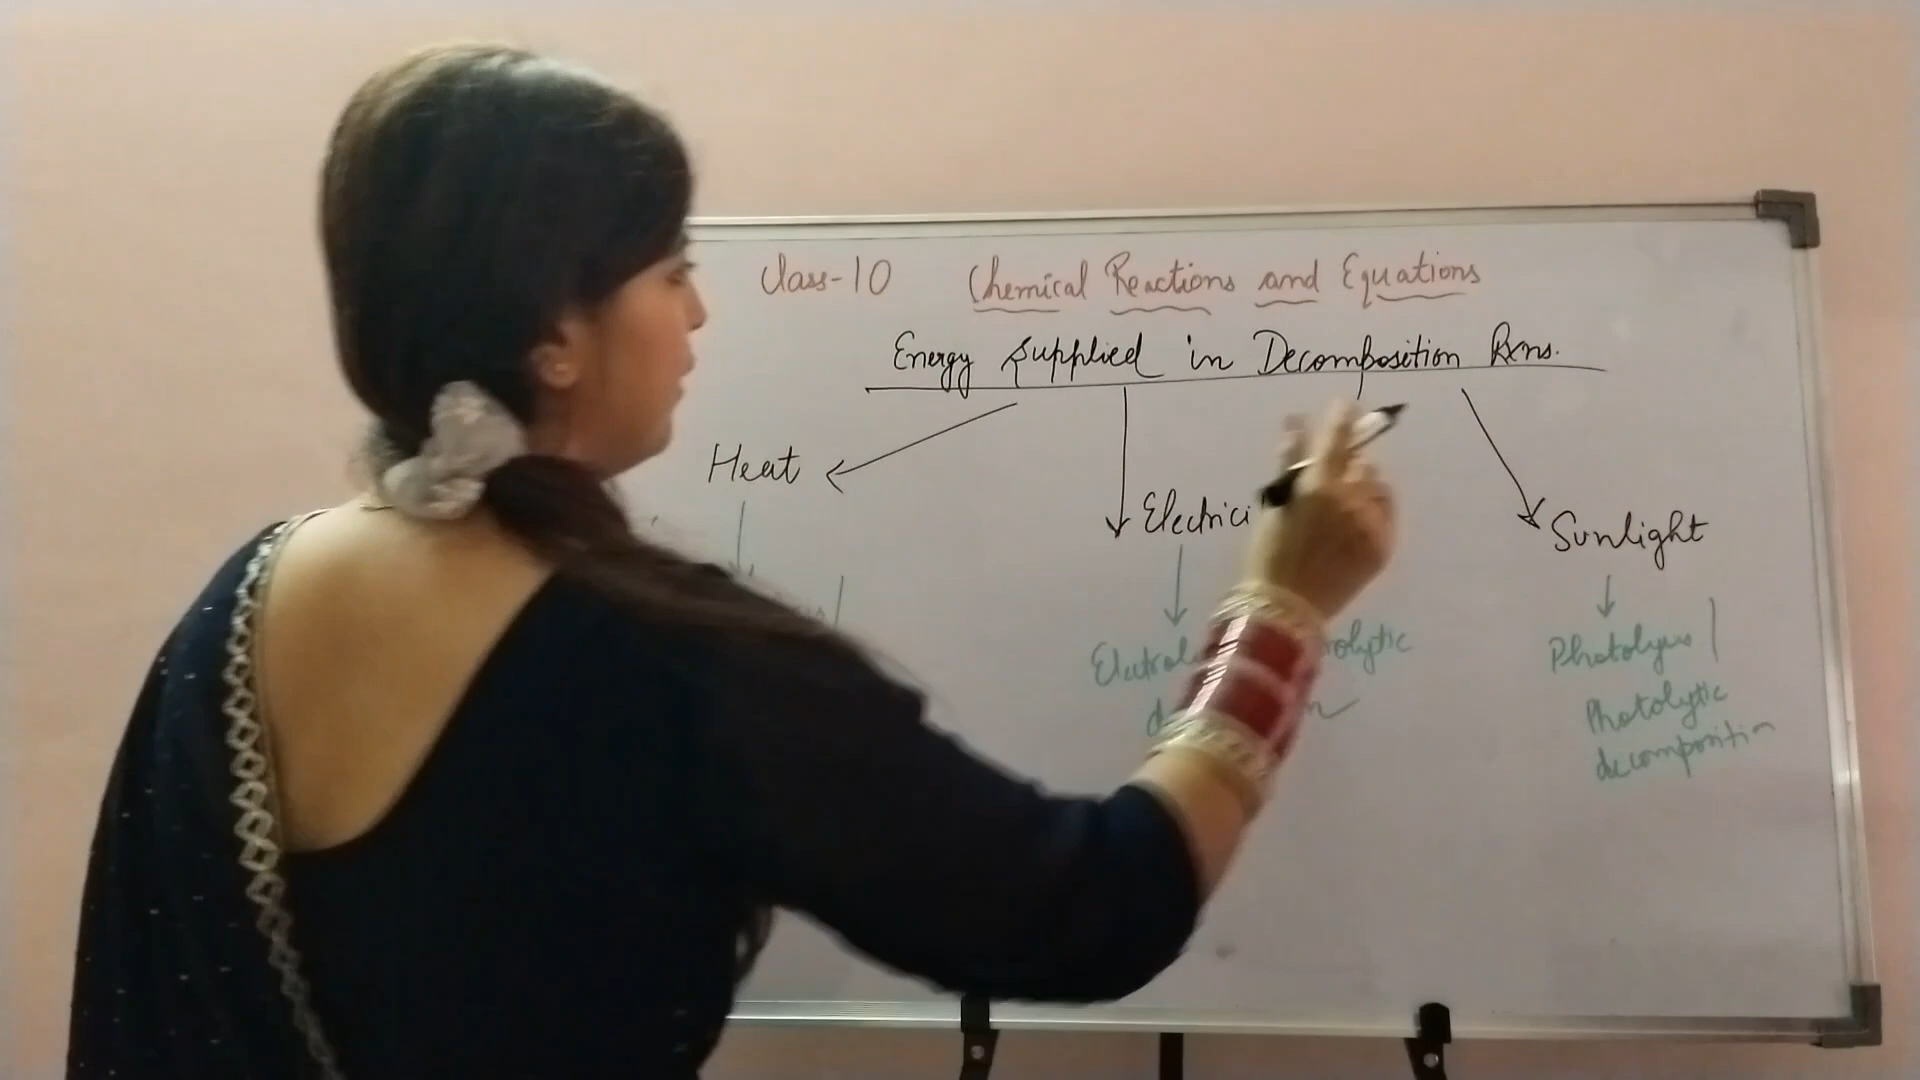 Class-10 Chemical Reactions and Equations
Energy Supplied in Decomposition Rxns.
Heat
Electrici
Sunlight
Photolysis |
Photolytic
decomposition